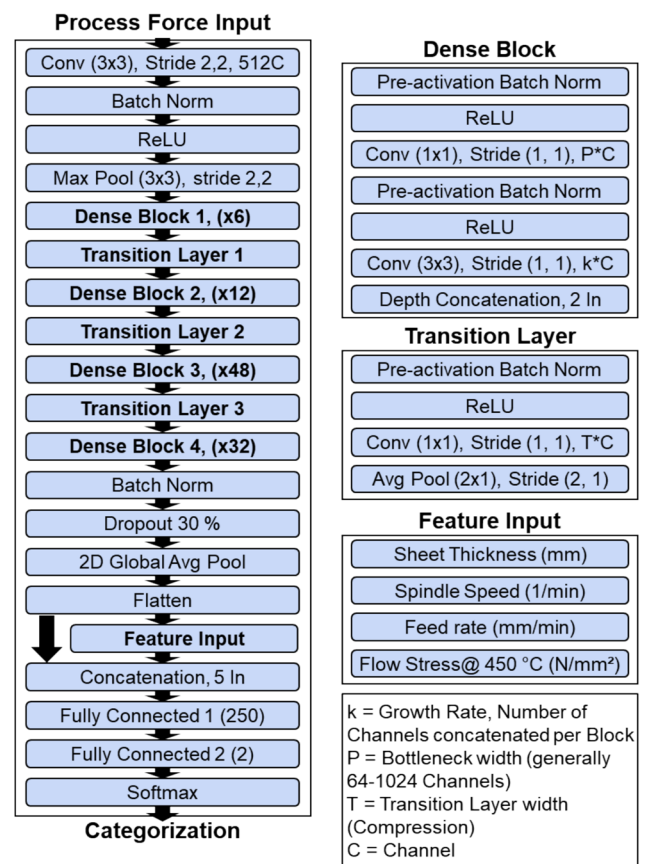 Process Force Input
Conv (3x3), Stride 2,2, 512C
Batch Norm
ReLU
Max Pool (3x3), stride 2,2
Dense Block 1, (x6)
Transition Layer 1
Dense Block 2, (x12)
Transition Layer 2
Dense Block 3, (x48)
Transition Layer 3
Dense Block 4, (x32)
Batch Norm
Dropout 30 %
2D Global Avg Pool
Flatten
Feature Input
Concatenation, 5 In
Fully Connected 1 (250)
Fully Connected 2 (2)
Softmax
Categorization
Dense Block
Pre-activation Batch Norm
ReLU
Conv (1x1), Stride (1, 1), P*C
Pre-activation Batch Norm
ReLU
Conv (3x3), Stride (1, 1), k*C
Depth Concatenation, 2 In
Transition Layer
Pre-activation Batch Norm
ReLU
Conv (1x1), Stride (1, 1), T*C
Avg Pool (2x1), Stride (2, 1)
Feature Input
Sheet Thickness (mm)
Spindle Speed (1/min)
Feed rate (mm/min)
Flow Stress@ 450 °C (N/mm²)
k = Growth Rate, Number of
Channels concatenated per Block
P = Bottleneck width (generally
64-1024 Channels)
T = Transition Layer width
(Compression)
C = Channel